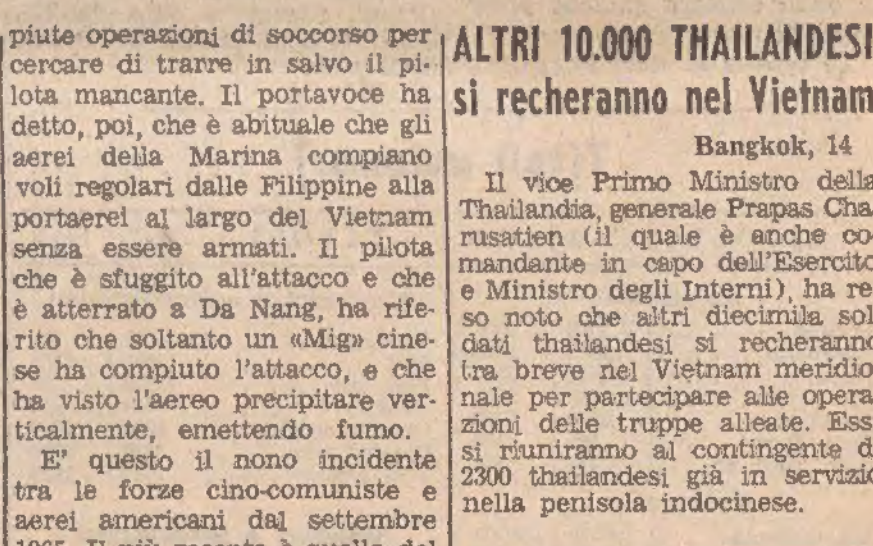 piute operazioni di soccorso per
cercare di trarre in salvo il pi-
lota mancante. Il portavoce ha
detto, poi, che è abituale che gli
aerei della Marina compiano
voli regolari dalle Filippine alla
portaerei al largo del Vietnam
senza essere armati. Il pilota
che è sfuggito all'attacco e che
è atterrato a Da Nang, ha rife-
rito che soltanto un «Mig» cine-
se ha compiuto l'attacco, e che
ha visto l'aereo precipitare ver-
ticalmente, emettendo fumo.
E' questo il nono incidente
tra le forze cino-comuniste e
aerei americani dal settembre
1965. Il più recente è quello del
ALTRI 10.000 THAILANDESI
si recheranno nel Vietnam
Bangkok, 14
Il vice Primo Ministro della
Thailandia, generale Prapas Cha
rusatien (il quale è anche co
mandante in capo dell'Esercito
e Ministro degli Interni), ha re
so noto che altri diecimila sol
dati thailandesi si recheranno
tra breve nel Vietnam meridio
nale per partecipare alle opera
zioni delle truppe alleate. Ess
si riuniranno al contingente d
2300 thailandesi già in servizio
nella penisola indocinese.